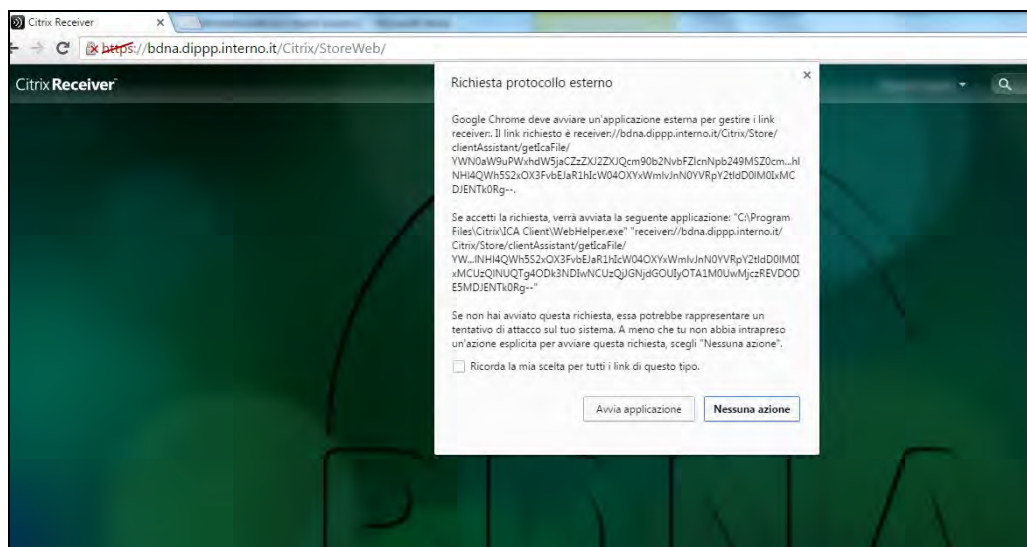 Citrix Receiver
https://bdna.dippp.interno.it/Citrix/StoreWeb/
Citrix Receiver
Richiesta protocollo esterno
Google Chrome deve avviare un'applicazione esterna per gestire i link
receiver:. Il link richiesto è receiver://bdna.dippp.interno.it/Citrix/Store/
clientAssistant/getIcaFile/
YWN0aW9uPWxhdW5jaCZzZXJ2ZXJQcm90b2NvbFZlcnNpb249MSZ0cm...hl
NHl4QWh5S2xOX3FvbEJaR1hIcW04OXYxWmlvJnN0YVRpY2tldD0lM0IxMC
DJENTk0Rg--.
Se accetti la richiesta, verrà avviata la seguente applicazione: "C:\Program
Files\Citrix\ICA Client\WebHelper.exe" "receiver://bdna.dippp.interno.it/
Citrix/Store/clientAssistant/getIcaFile/
YW...lNHl4QWh5S2xOX3FvbEJaR1hIcW04OXYxWmlvJnN0YVRpY2tldD0lM0I
xMCUzQlNUQTg4ODk3NDIwNCUzQjJGNjdGOUIyOTA1M0UwMjczREVDOD
E5MDJENTk0Rg--"
Se non hai avviato questa richiesta, essa potrebbe rappresentare un
tentativo di attacco sul tuo sistema. A meno che tu non abbia intrapreso
un'azione esplicita per avviare questa richiesta, scegli "Nessuna azione".
Ricorda la mia scelta per tutti i link di questo tipo.
Avvia applicazione
Nessuna azione
BDNA